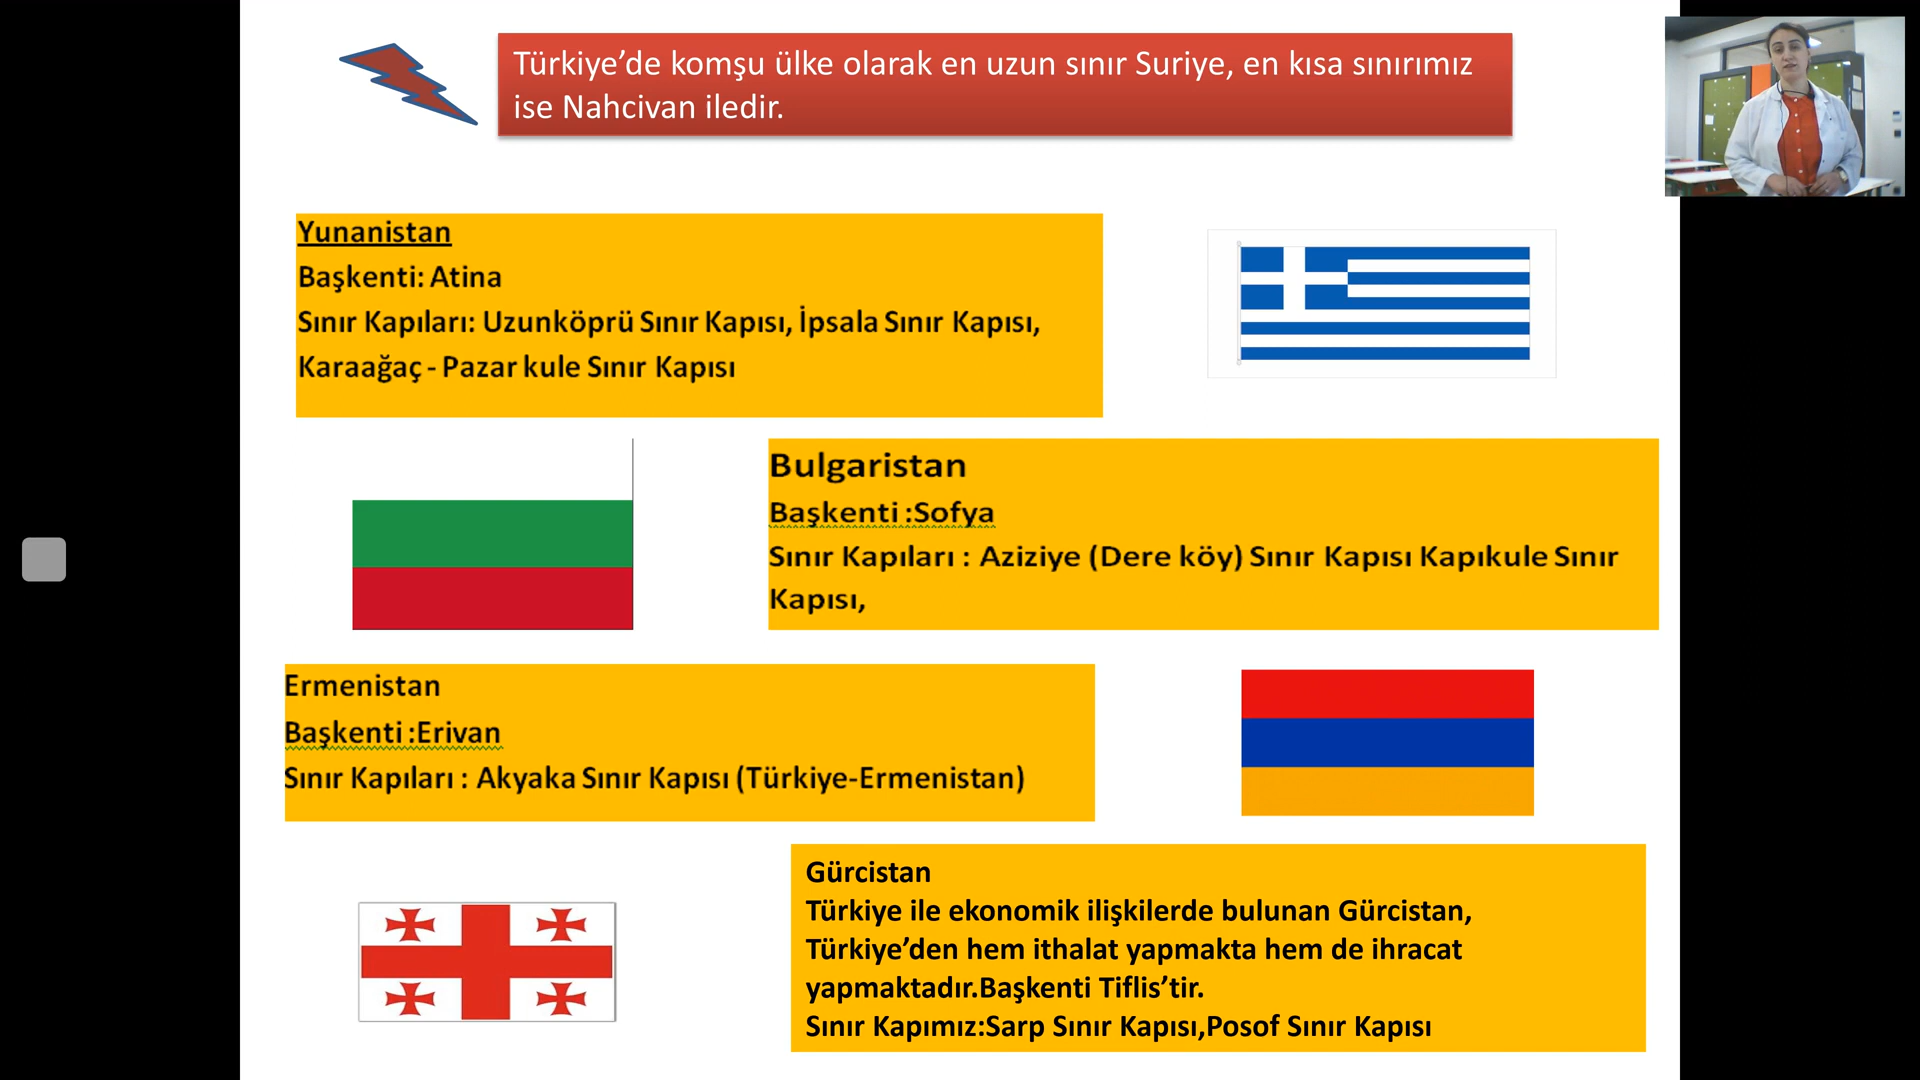 Türkiye’de komşu ülke olarak en uzun sınır Suriye, en kısa sınırımız
ise Nahcivan iledir.
Yunanistan
Başkenti: Atina
Sınır Kapıları: Uzunköprü Sınır Kapısı, İpsala Sınır Kapısı,
Karaağaç - Pazar kule Sınır Kapısı
Bulgaristan
Başkenti :Sofya
Sınır Kapıları : Aziziye (Dere köy) Sınır Kapısı Kapıkule Sınır
Kapısı,
Ermenistan
Başkenti :Erivan
Sınır Kapıları : Akyaka Sınır Kapısı (Türkiye-Ermenistan)
Gürcistan
Türkiye ile ekonomik ilişkilerde bulunan Gürcistan,
Türkiye’den hem ithalat yapmakta hem de ihracat
yapmaktadır.Başkenti Tiflis’tir.
Sınır Kapımız:Sarp Sınır Kapısı,Posof Sınır Kapısı